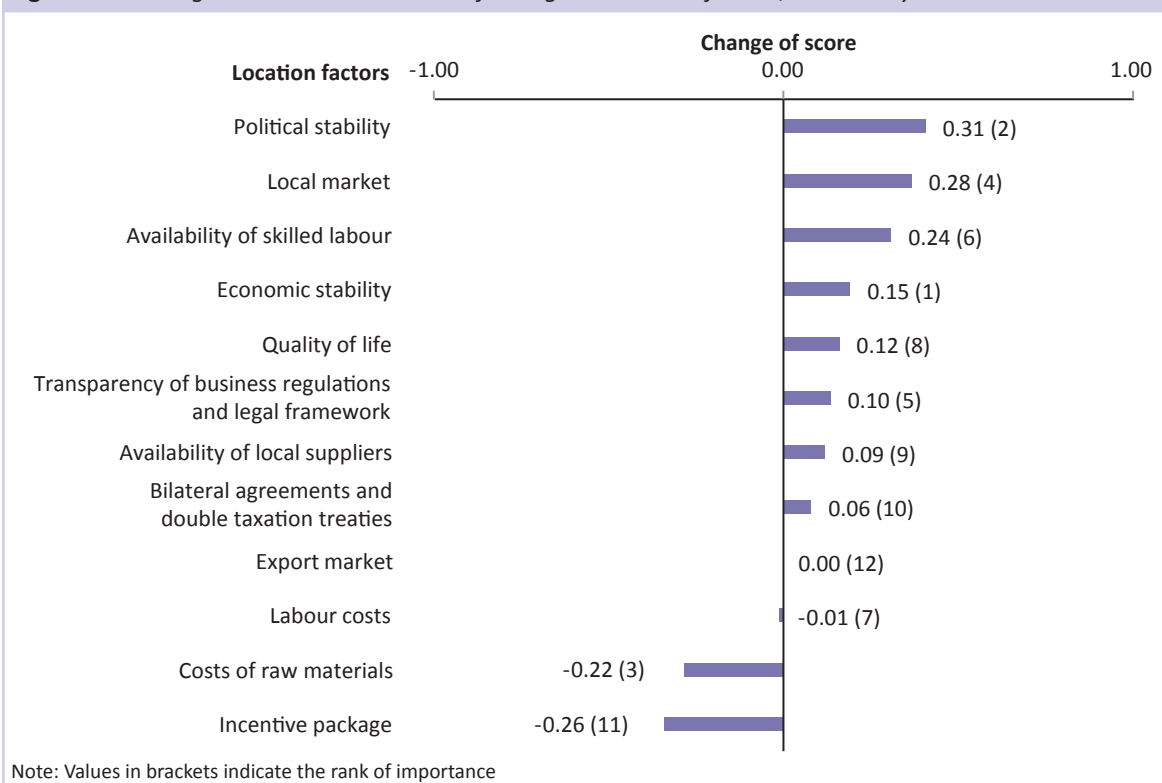 Change of score
Location factors -1.00 0.00 1.00
Political stability 0.31 (2)
Local market 0.28 (4)
Availability of skilled labour 0.24 (6)
Economic stability 0.15 (1)
Quality of life 0.12 (8)
Transparency of business regulations
and legal framework 0.10 (5)
Availability of local suppliers 0.09 (9)
Bilateral agreements and
double taxation treaties 0.06 (10)
Export market 0.00 (12)
Labour costs -0.01 (7)
Costs of raw materials -0.22 (3)
Incentive package -0.26 (11)
Note: Values in brackets indicate the rank of importance